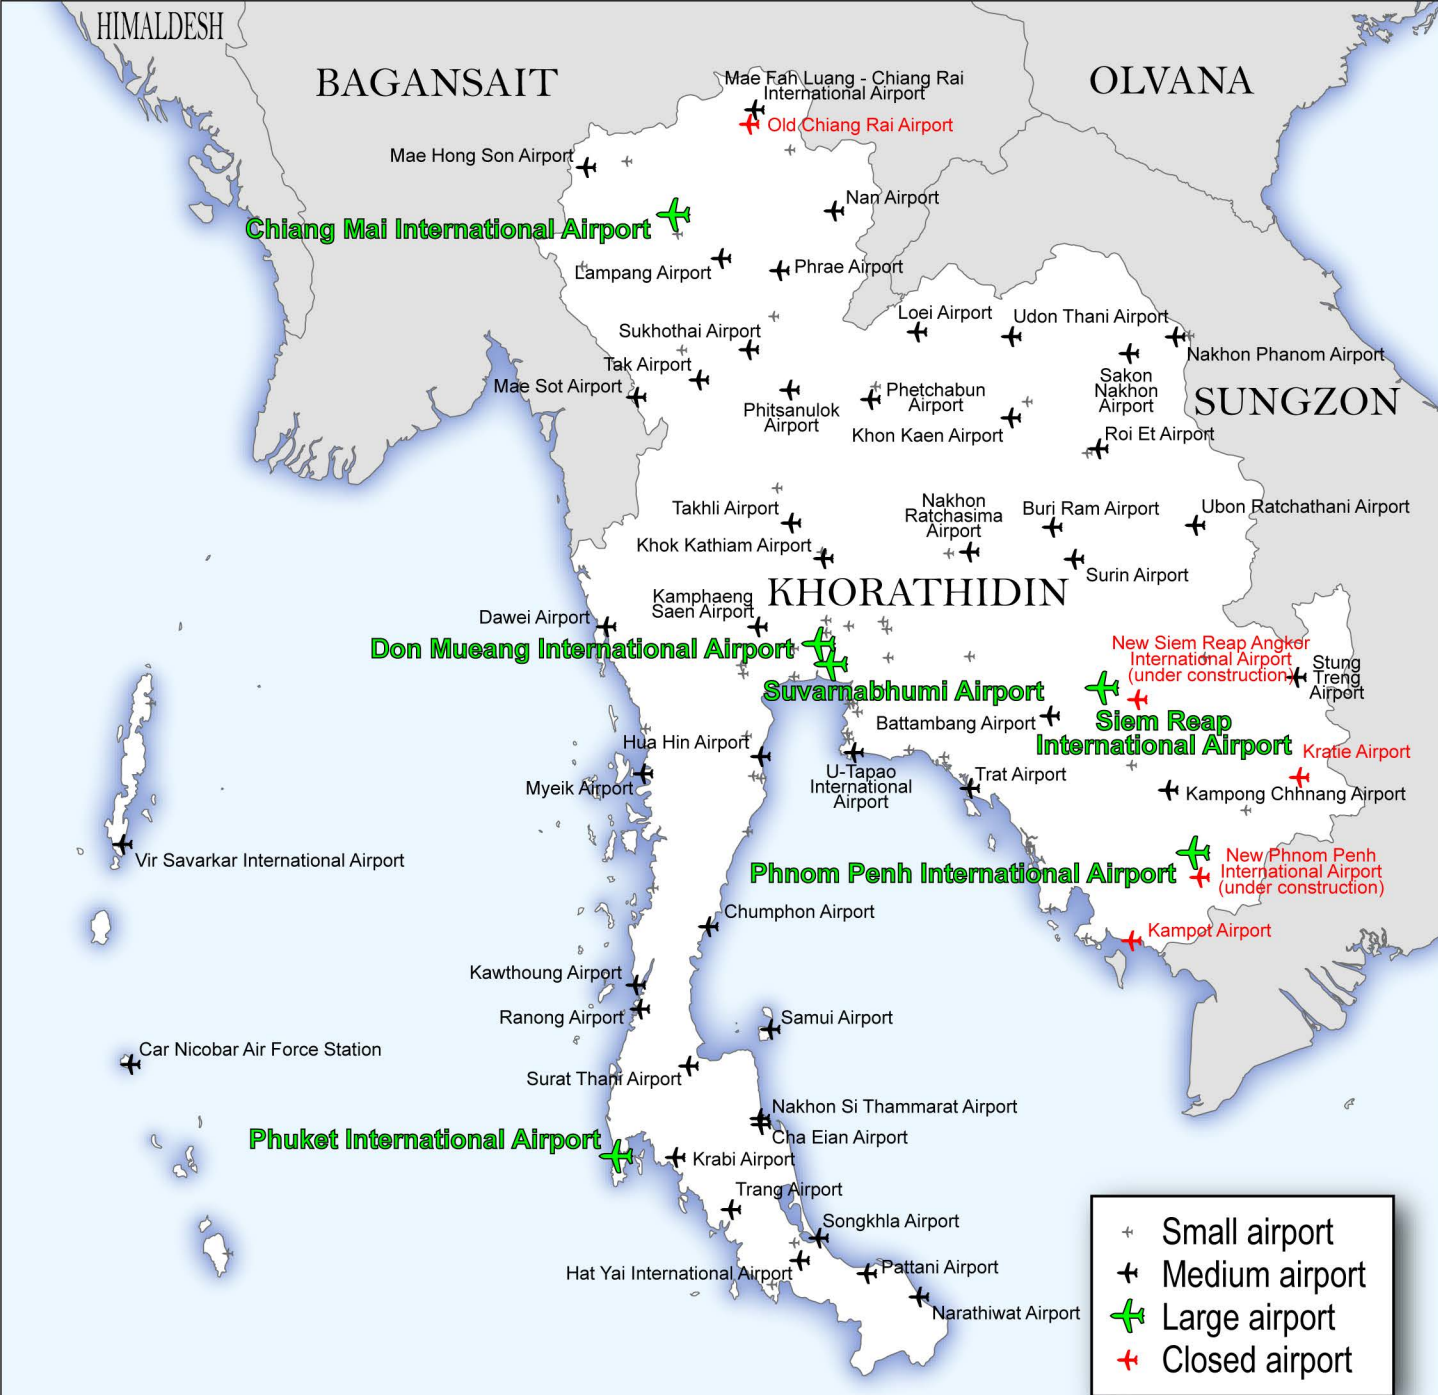 HIMALDESH
BAGANSAIT
OLVANA
Mae Fah Luang - Chiang Rai
International Airport
Old Chiang Rai Airport
Mae Hong Son Airport
Nan Airport
Chiang Mai International Airport
Lampang Airport
Phrae Airport
Loei Airport
Udon Thani Airport
Sukhothai Airport
Nakhon Phanom Airport
Tak Airport
Mae Sot Airport
Sakon
Nakhon
Airport
Phetchabun
Airport
SUNGZON
Phitsanulok
Airport
Khon Kaen Airport
Roi Et Airport
Takhli Airport
Nakhon
Ratchasima
Airport
Buri Ram Airport
Ubon Ratchathani Airport
Khok Kathiam Airport
Surin Airport
KHORATHIDIN
Kamphaeng
Saen Airport
Dawei Airport
Don Mueang International Airport
New Siem Reap Angkor
International Airport
(under construction)
Stung
Treng
Airport
Suvarnabhumi Airport
Battambang Airport
Siem Reap
International Airport
Hua Hin Airport
Kratie Airport
U-Tapao
International
Airport
Trat Airport
Myeik Airport
Kampong Chhnang Airport
Vir Savarkar International Airport
Phnom Penh International Airport
New Phnom Penh
International Airport
(under construction)
Chumphon Airport
Kampot Airport
Kawthoung Airport
Ranong Airport
Samui Airport
Car Nicobar Air Force Station
Surat Thani Airport
Nakhon Si Thammarat Airport
Cha Eian Airport
Phuket International Airport
Krabi Airport
Trang Airport
Songkhla Airport
Hat Yai International Airport
Pattani Airport
Narathiwat Airport
Small airport
Medium airport
Large airport
Closed airport